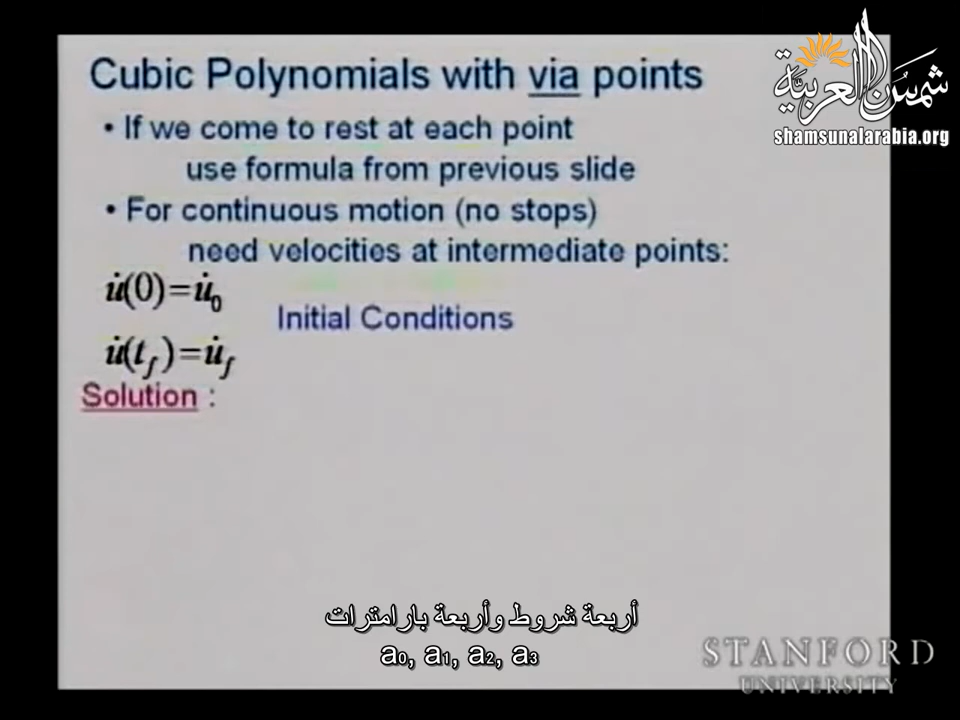 Cubic Polynomials with via points
• If we come to rest at each point
use formula from previous slide
• For continuous motion (no stops)
need velocities at intermediate points:
u̇(0)=u̇₀
Initial Conditions
u̇(t_f)=u̇_f
Solution :
أربعة شروط وأربعة بارامترات
a₀, a₁, a₂, a₃
شمس العربية
shamsunalarabia.org
STANFORD
UNIVERSITY